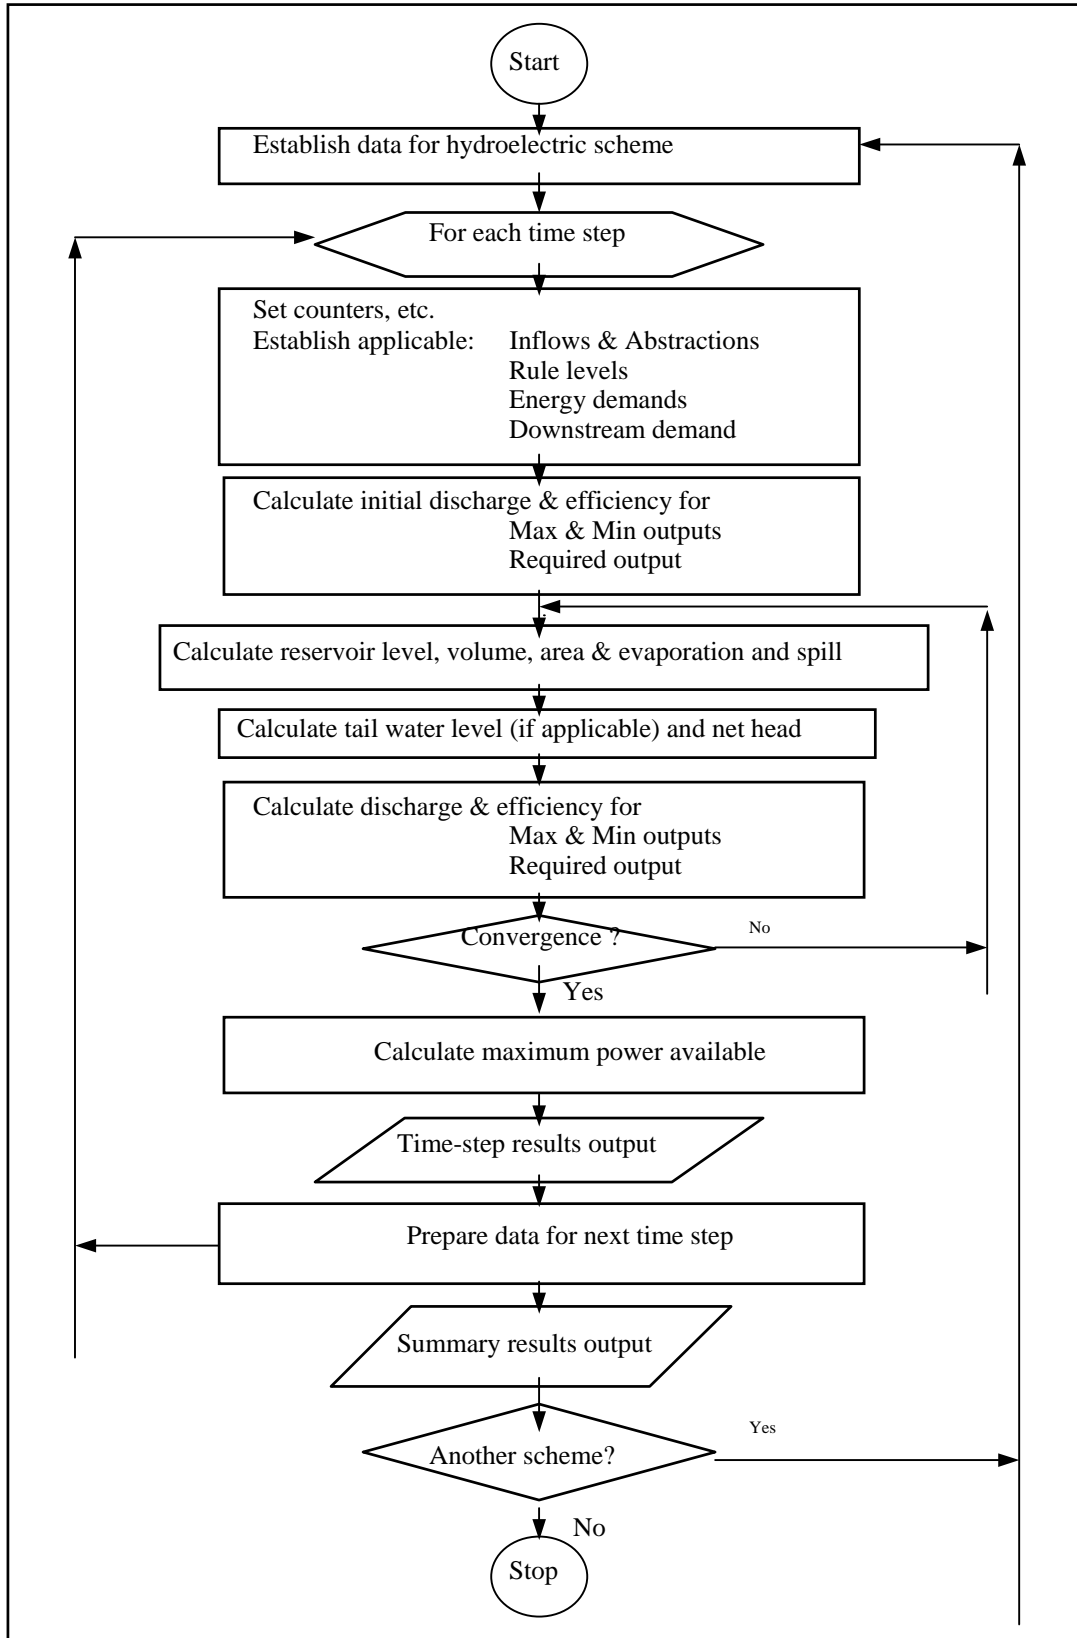 Start
Establish data for hydroelectric scheme
For each time step
Set counters, etc.
Establish applicable: Inflows & Abstractions
Rule levels
Energy demands
Downstream demand
Calculate initial discharge & efficiency for
Max & Min outputs
Required output
Calculate reservoir level, volume, area & evaporation and spill
Calculate tail water level (if applicable) and net head
Calculate discharge & efficiency for
Max & Min outputs
Required output
Convergence ?
No
Yes
Calculate maximum power available
Time-step results output
Prepare data for next time step
Summary results output
Another scheme?
Yes
No
Stop